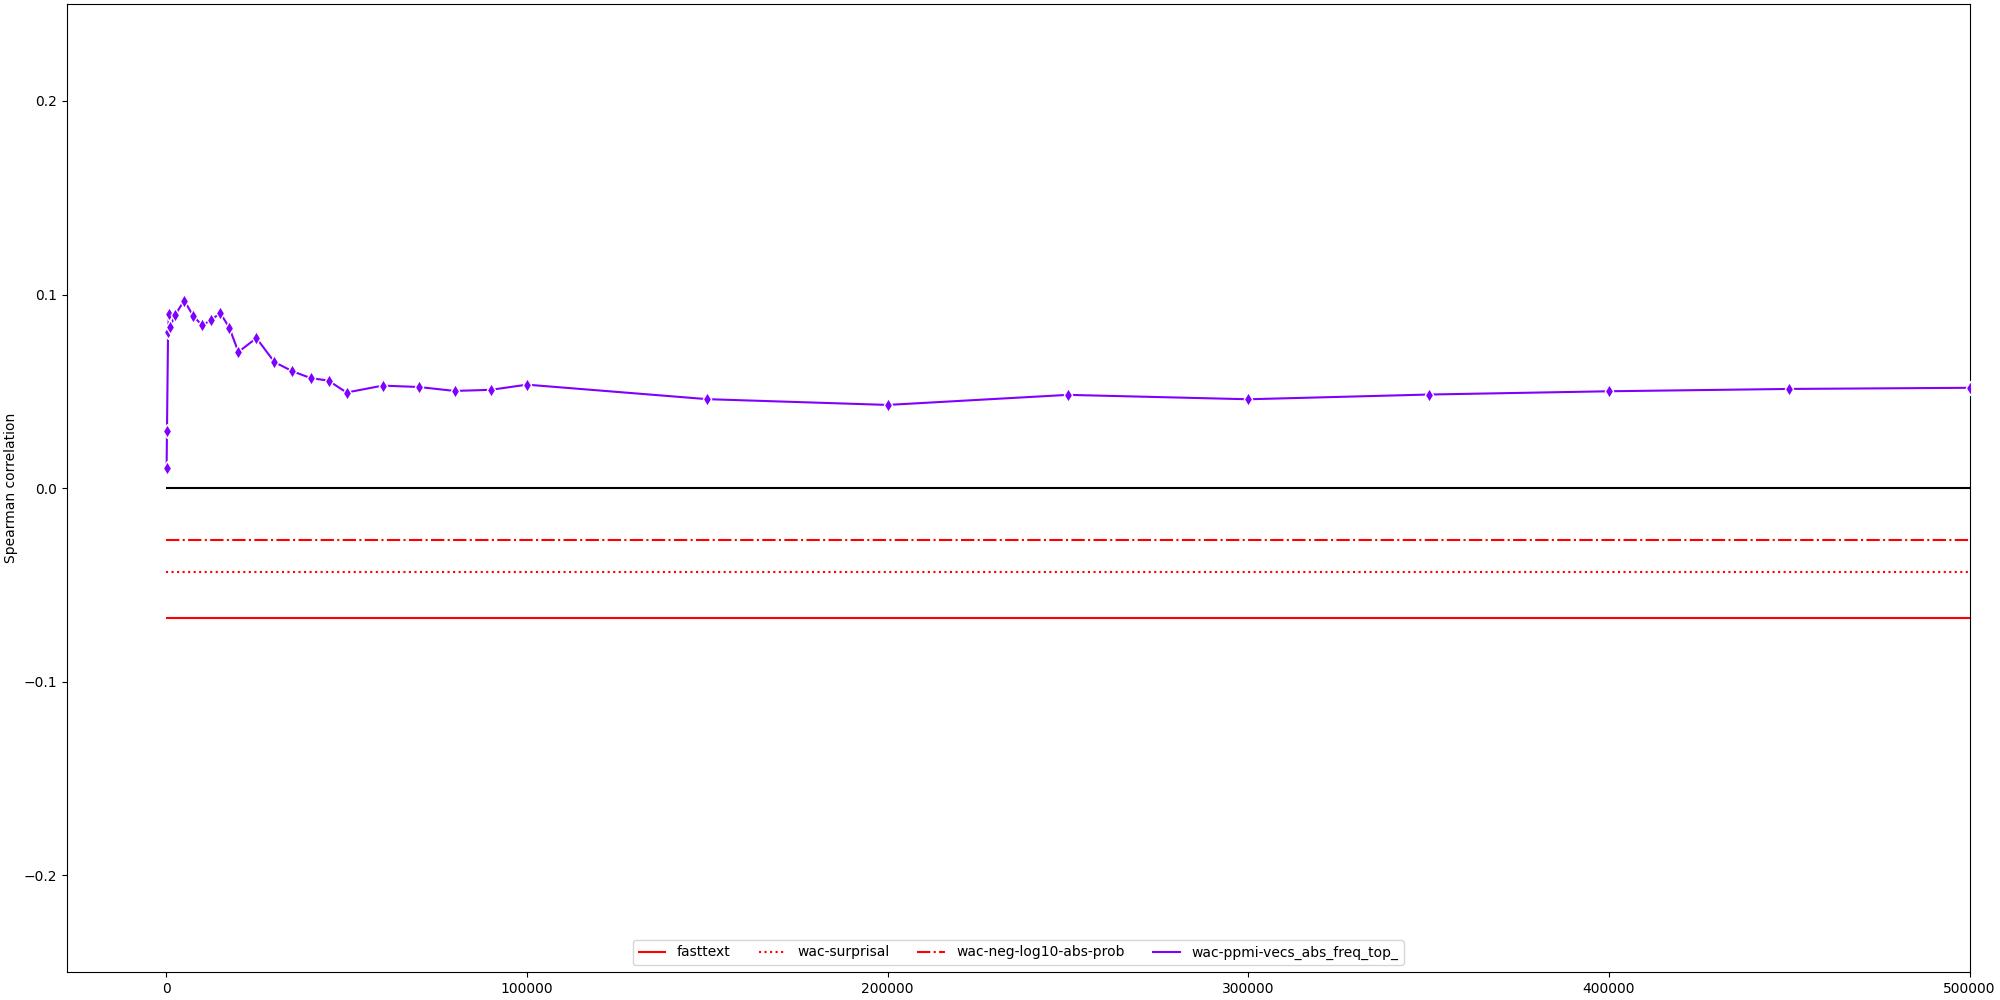 Spearman correlation
0.2
0.1
0.0
−0.1
−0.2
0 100000 200000 300000 400000 500000
fasttext wac-surprisal wac-neg-log10-abs-prob wac-ppmi-vecs_abs_freq_top_